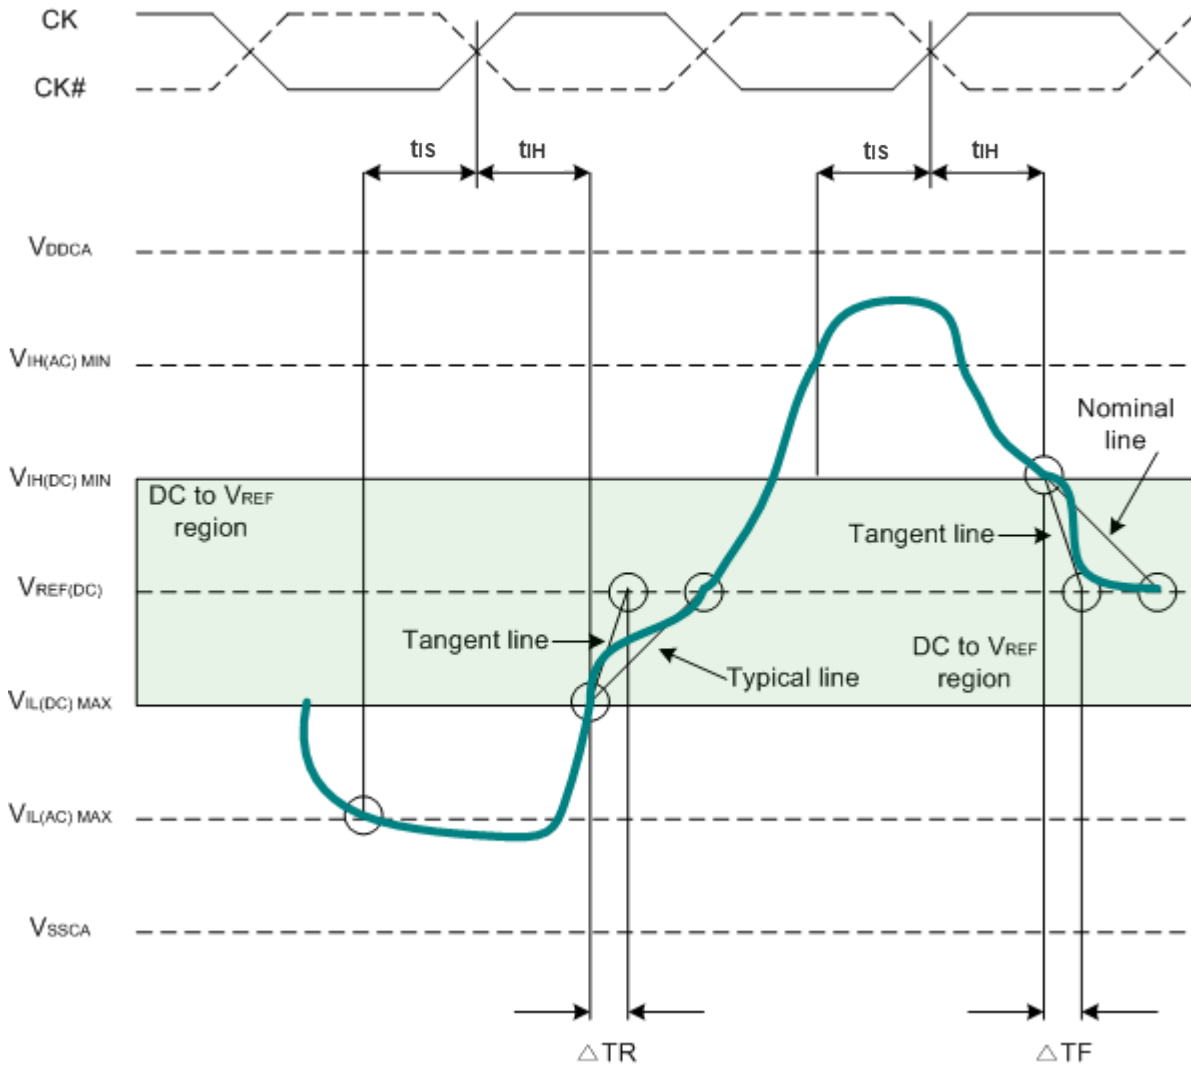 CK
CK#
tIS
tIH
tIS
tIH
VDDCA
VIH(AC) MIN
Nominal
line
VIH(DC) MIN
DC to VREF
region
Tangent line
VREF(DC)
Tangent line
DC to VREF
region
Typical line
VIL(DC) MAX
VIL(AC) MAX
VSSCA
△TR
△TF